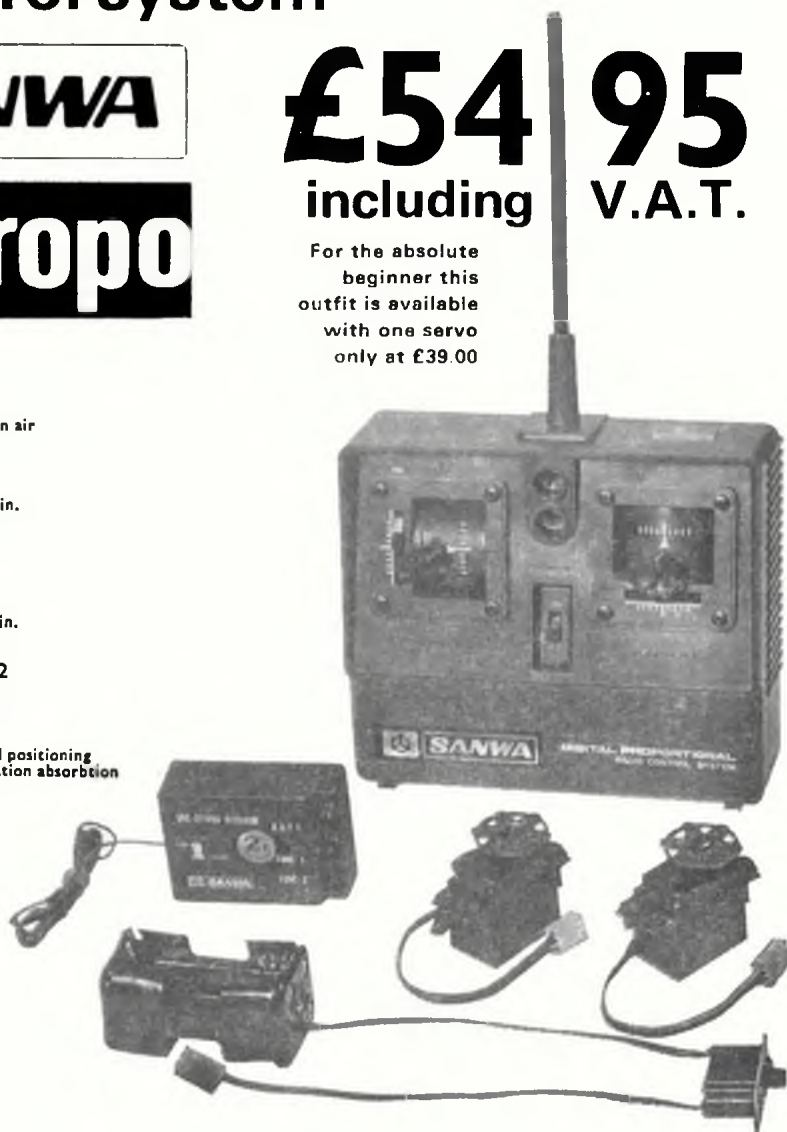 NWA
£54 95
including V.A.T.
ropo
For the absolute
beginner this
outfit is available
with one servo
only at £39.00
n air
in.
in.
2
l positioning
tion absorbtion
SANWA DIGITAL PROPORTIONAL
RADIO CONTROL SYSTEM
SANWA